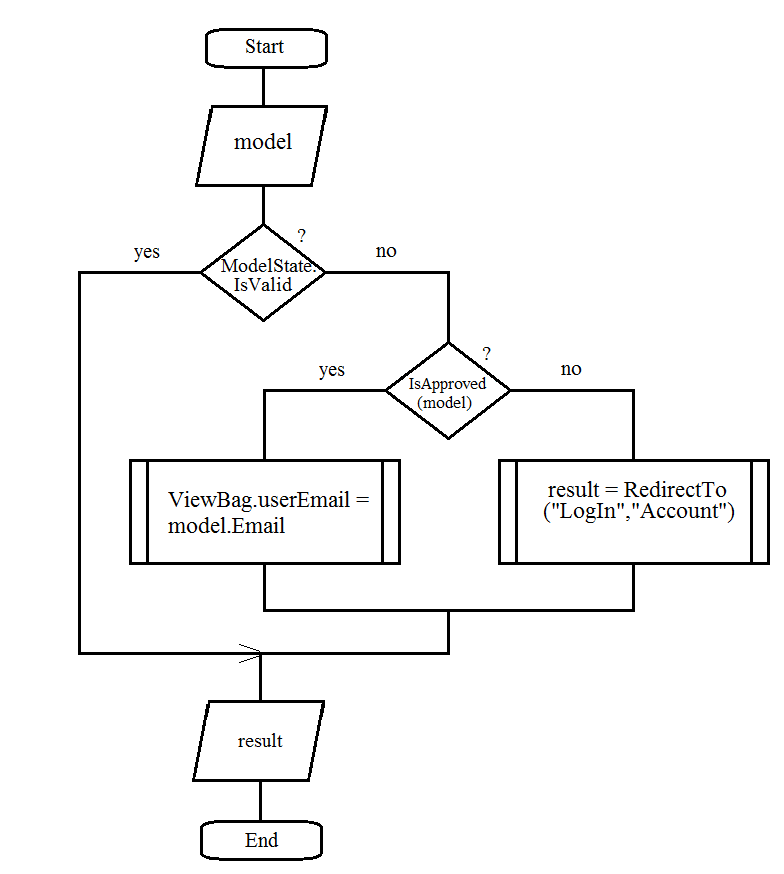 Start
model
?
yes
no
ModelState.
IsValid
?
yes
no
IsApproved
(model)
ViewBag.userEmail =
model.Email
result = RedirectTo
("LogIn","Account")
result
End